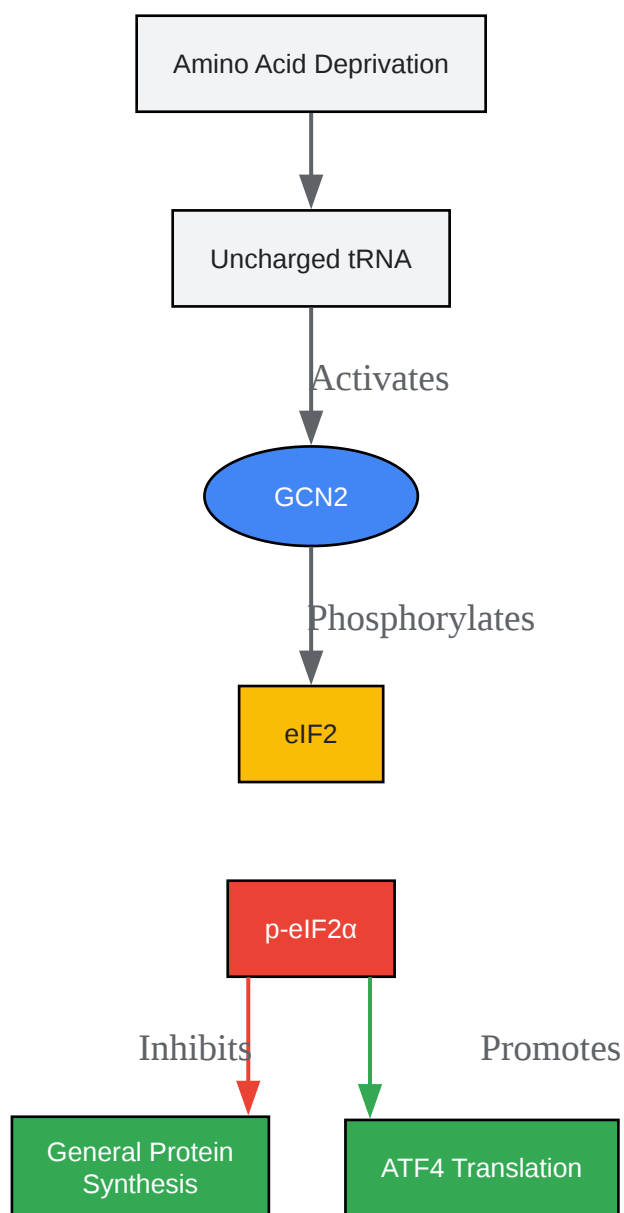 Amino Acid Deprivation
Uncharged tRNA
Activates
GCN2
Phosphorylates
eIF2
p-eIF2α
Inhibits
Promotes
General Protein
Synthesis
ATF4 Translation